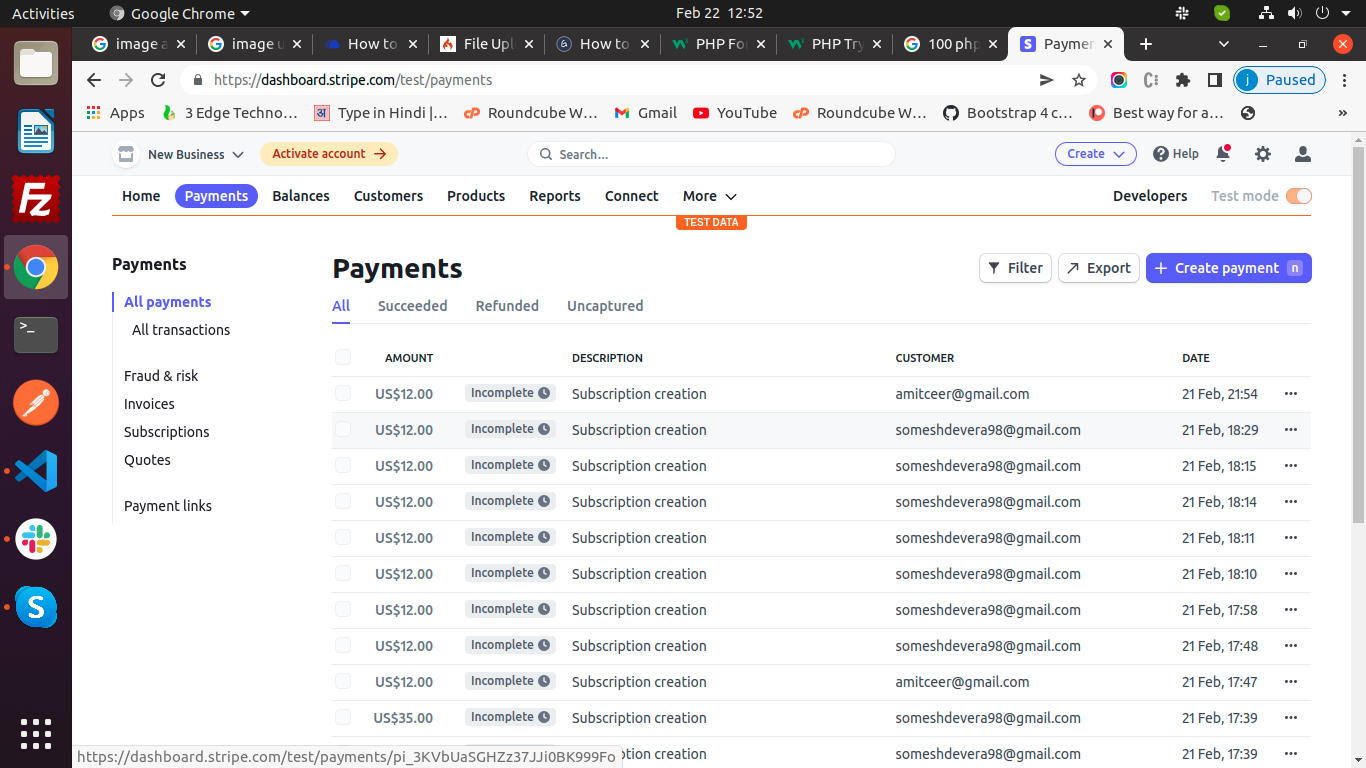 Activities Google Chrome Feb 22 12:52
image a image u How to File Upl How to PHP Fo PHP Try 100 php Paymen
https://dashboard.stripe.com/test/payments j Paused
Apps 3 Edge Techno… Type in Hindi |… Roundcube W… Gmail YouTube Roundcube W… Bootstrap 4 c… Best way for a… »
New Business Activate account → Search... Create Help
Home Payments Balances Customers Products Reports Connect More Developers Test mode
TEST DATA
Payments
All payments
All transactions
Fraud & risk
Invoices
Subscriptions
Quotes
Payment links
Payments Filter Export + Create payment n
All Succeeded Refunded Uncaptured
AMOUNT DESCRIPTION CUSTOMER DATE
US$12.00 Incomplete Subscription creation amitceer@gmail.com 21 Feb, 21:54
US$12.00 Incomplete Subscription creation someshdevera98@gmail.com 21 Feb, 18:29
US$12.00 Incomplete Subscription creation someshdevera98@gmail.com 21 Feb, 18:15
US$12.00 Incomplete Subscription creation someshdevera98@gmail.com 21 Feb, 18:14
US$12.00 Incomplete Subscription creation someshdevera98@gmail.com 21 Feb, 18:11
US$12.00 Incomplete Subscription creation someshdevera98@gmail.com 21 Feb, 18:10
US$12.00 Incomplete Subscription creation someshdevera98@gmail.com 21 Feb, 17:58
US$12.00 Incomplete Subscription creation someshdevera98@gmail.com 21 Feb, 17:48
US$12.00 Incomplete Subscription creation amitceer@gmail.com 21 Feb, 17:47
US$35.00 Incomplete Subscription creation someshdevera98@gmail.com 21 Feb, 17:39
ption creation someshdevera98@gmail.com 21 Feb, 17:39
https://dashboard.stripe.com/test/payments/pi_3KVbUaSGHZz37JJi0BK999Fo